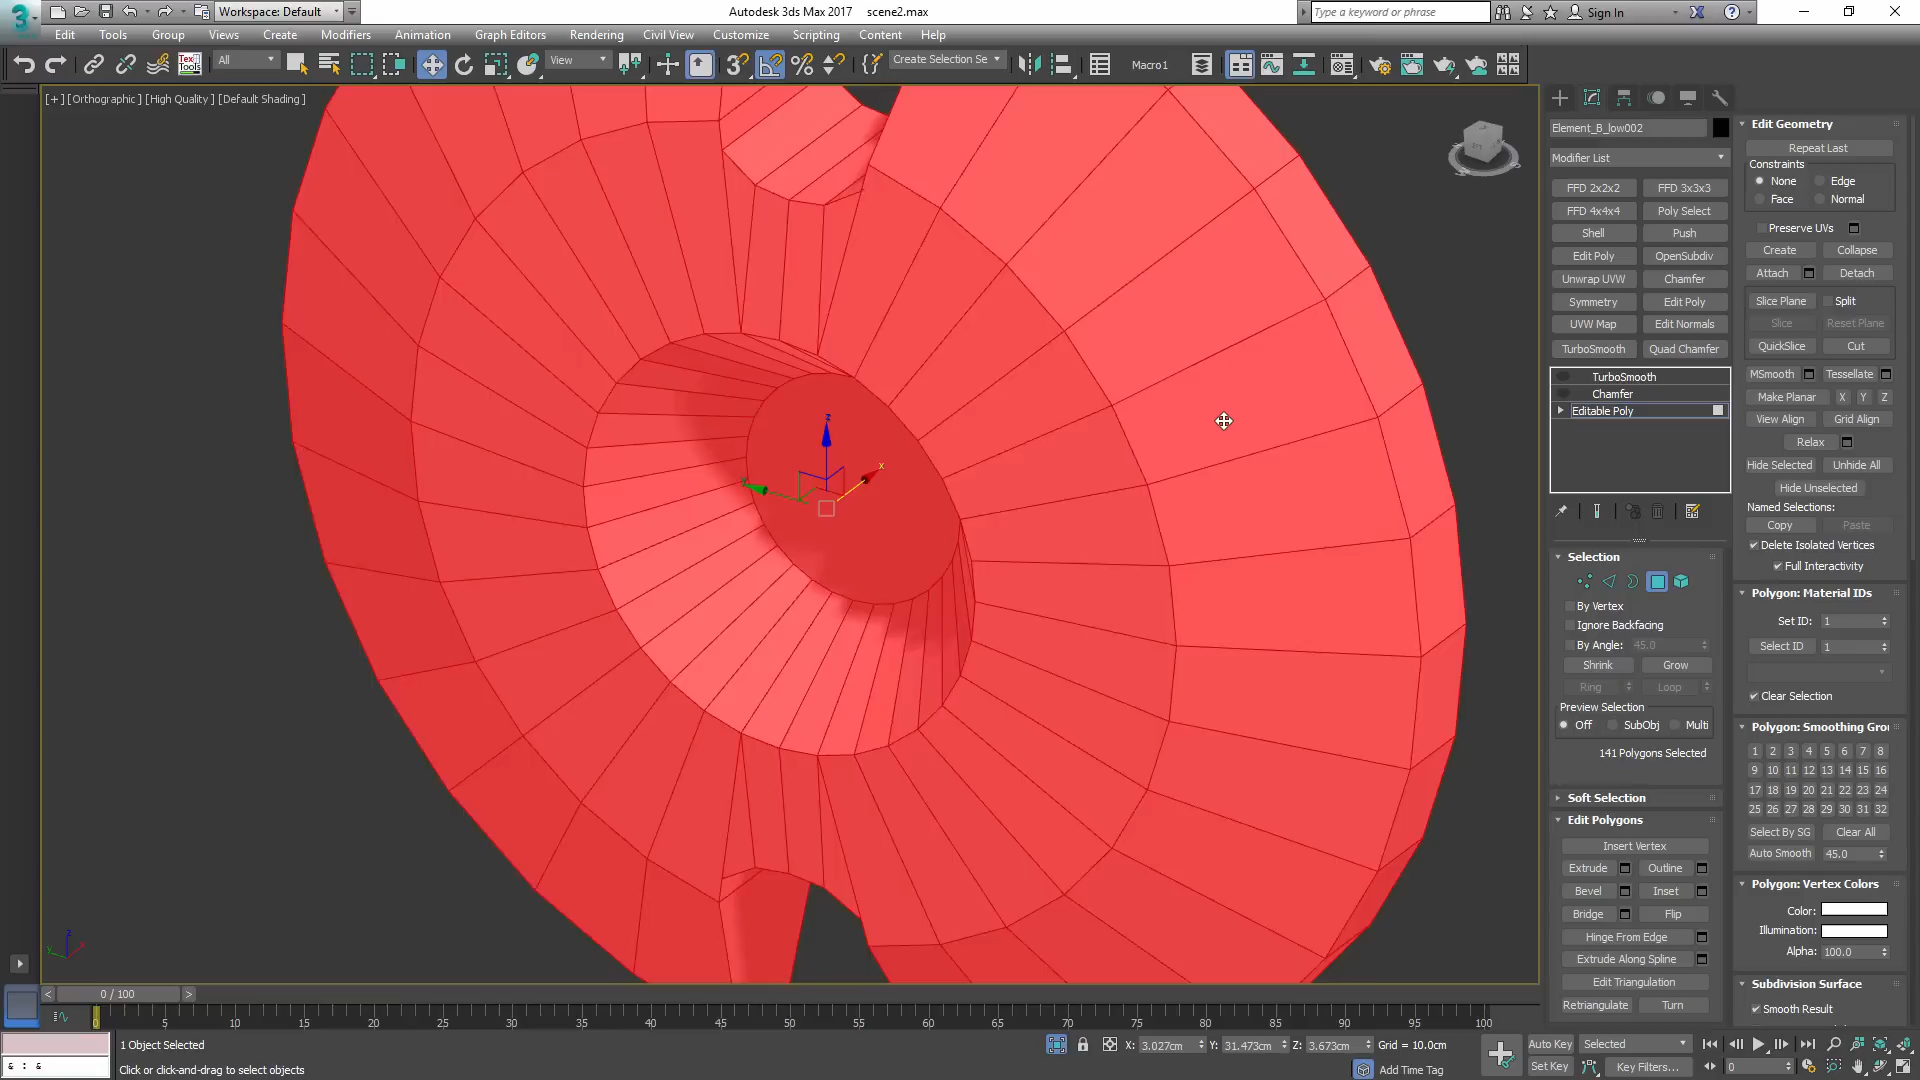 Workspace: Default
Autodesk 3ds Max 2017    scene2.max
Type a keyword or phrase
Sign In
Edit Tools Group Views Create Modifiers Animation Graph Editors Rendering Civil View Customize Scripting Content Help
All
View
Create Selection Se
Macro1
[+] [Orthographic] [High Quality] [Default Shading]
Element_B_low002
Modifier List
FFD 2x2x2 FFD 3x3x3
FFD 4x4x4 Poly Select
Shell Push
Edit Poly OpenSubdiv
Unwrap UVW Chamfer
Symmetry Edit Poly
UVW Map Edit Normals
TurboSmooth Quad Chamfer
TurboSmooth
Chamfer
Editable Poly
Selection
By Vertex
Ignore Backfacing
By Angle: 45.0
Shrink Grow
Ring Loop
Preview Selection
Off SubObj Multi
141 Polygons Selected
Soft Selection
Edit Polygons
Insert Vertex
Extrude Outline
Bevel Inset
Bridge Flip
Hinge From Edge
Extrude Along Spline
Edit Triangulation
Retriangulate Turn
Edit Geometry
Repeat Last
Constraints
None Edge
Face Normal
Preserve UVs
Create Collapse
Attach Detach
Slice Plane Split
Slice Reset Plane
QuickSlice Cut
MSmooth Tessellate
Make Planar X Y Z
View Align Grid Align
Relax
Hide Selected Unhide All
Hide Unselected
Named Selections:
Copy Paste
Delete Isolated Vertices
Full Interactivity
Polygon: Material IDs
Set ID: 1
Select ID 1
Clear Selection
Polygon: Smoothing Grou
1 2 3 4 5 6 7 8
9 10 11 12 13 14 15 16
17 18 19 20 21 22 23 24
25 26 27 28 29 30 31 32
Select By SG Clear All
Auto Smooth 45.0
Polygon: Vertex Colors
Color:
Illumination:
Alpha: 100.0
Subdivision Surface
Smooth Result
z
x
0 / 100
0 5 10 15 20 25 30 35 40 45 50 55 60 65 70 75 80 85 90 95 100
1 Object Selected
X: 3.027cm Y: 31.473cm Z: 3.673cm Grid = 10.0cm
Auto Key Selected
Click or click-and-drag to select objects
Add Time Tag
Set Key Key Filters... 0